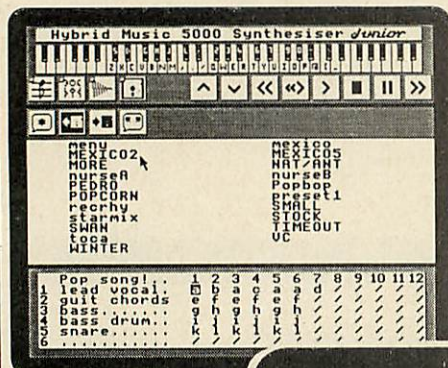 Hybrid Music 5000 Synthesiser Junior
Z X C V B N M , . / Q W E R T Y U I O P @ [
menu mexico
MEXICO2 MEXICO5
MORE NAT/ANT
nurseA nurseB
PEDRO Popbop
POPCORN preset1
recrhy SMALL
starmix STOCK
SWAN TIMEOUT
toca VC
WINTER
Pop song!.. 1 2 3 4 5 6 7 8 9 10 11 12
1 lead vocal.. a b c a a d / / / / / /
2 guit chords e f e f e f / / / / / /
3 bass....... g h g h g h / / / / / /
4 bass drum.. i i i i i i / / / / / /
5 snare...... k j k j k j / / / / / /
6 ........... / / / / / / / / / / / /